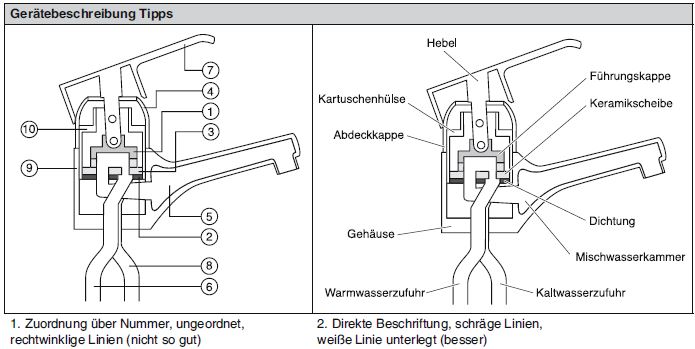 Gerätebeschreibung Tipps
7
4
1
3
10
9
5
2
8
6
Hebel
Führungskappe
Kartuschenhülse
Keramikscheibe
Abdeckkappe
Dichtung
Gehäuse
Mischwasserkammer
Warmwasserzufuhr
Kaltwasserzufuhr
1. Zuordnung über Nummer, ungeordnet,
rechtwinklige Linien (nicht so gut)
2. Direkte Beschriftung, schräge Linien,
weiße Linie unterlegt (besser)